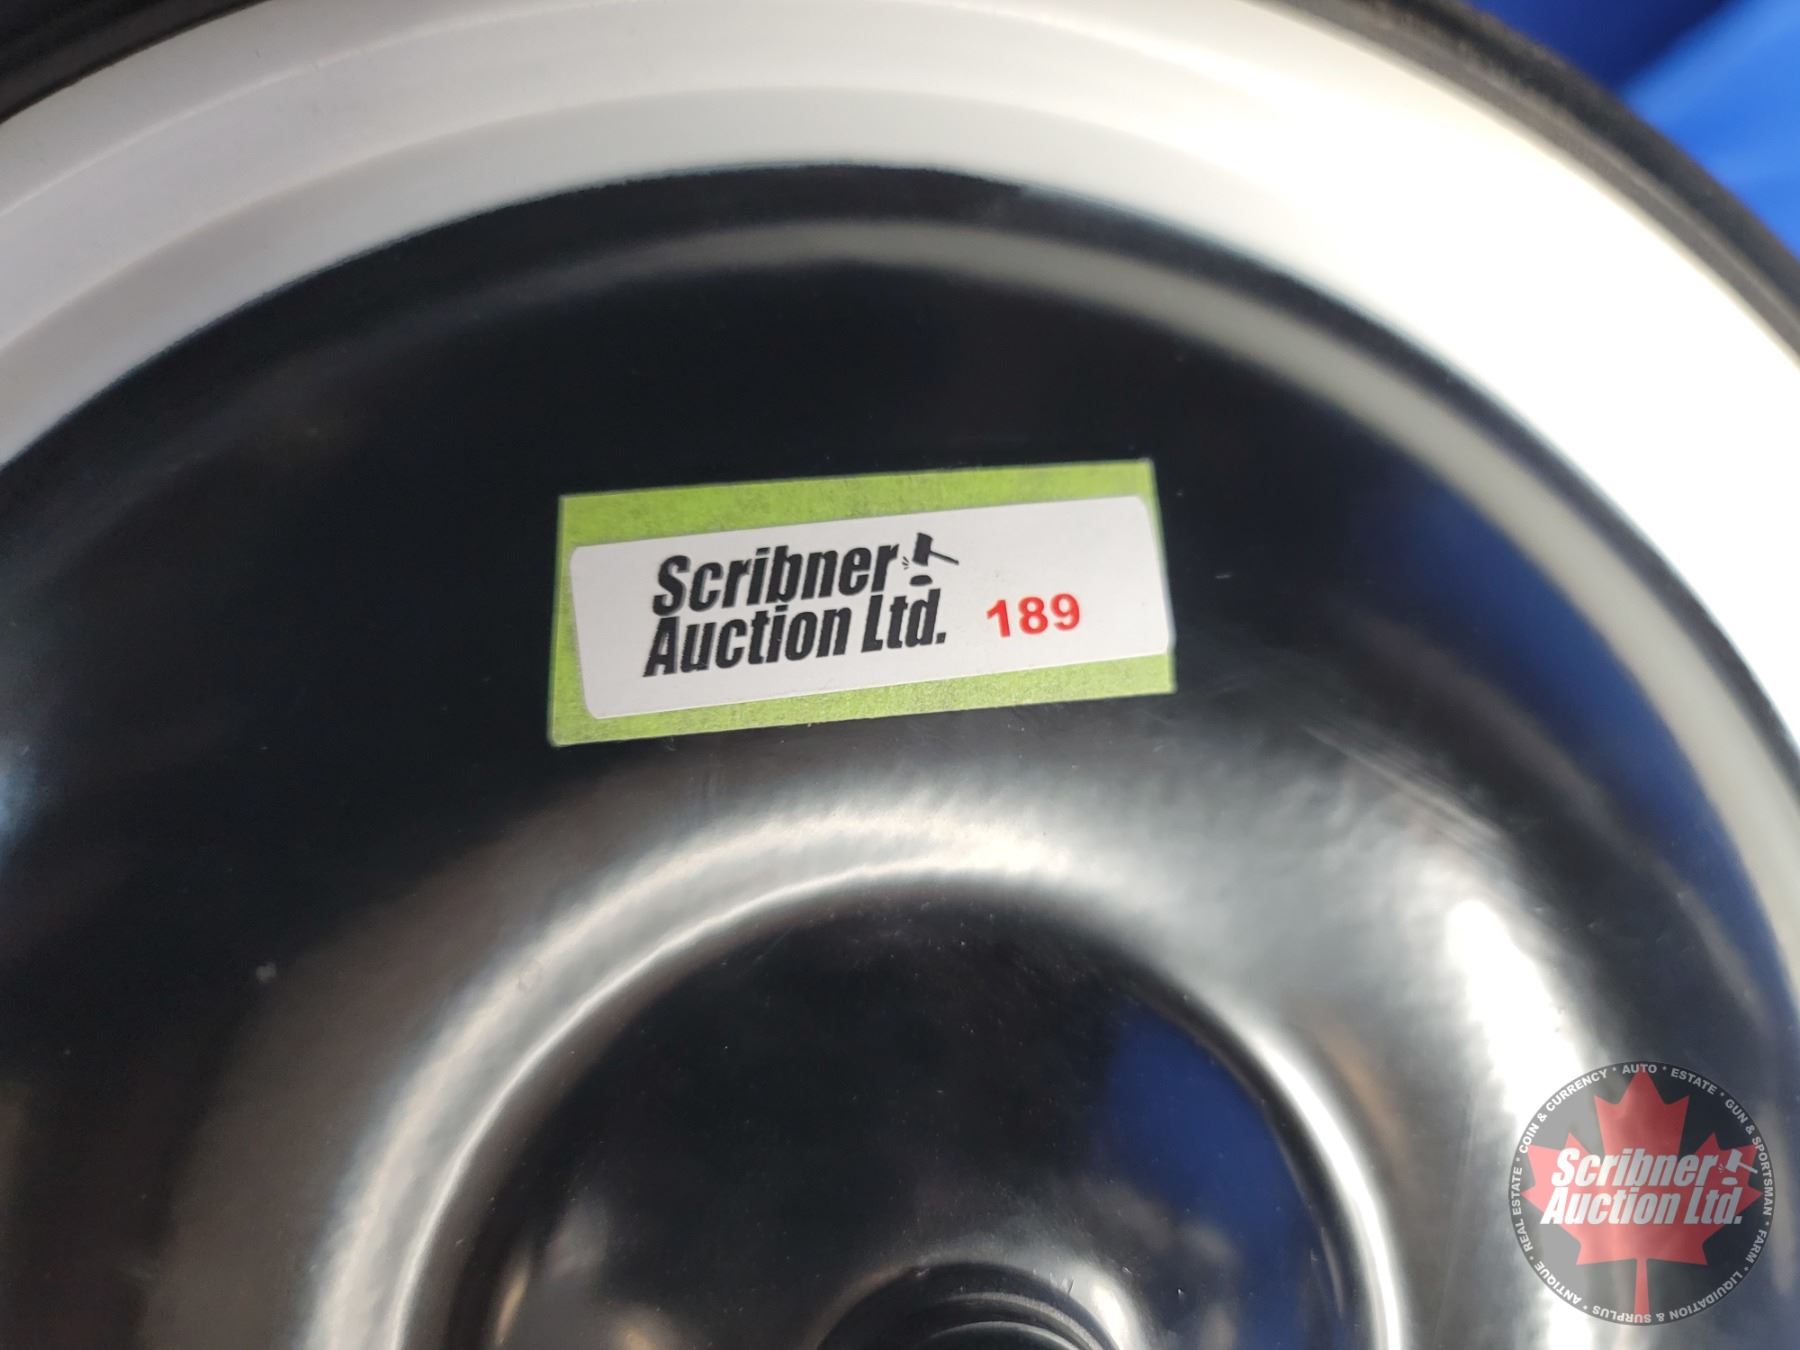 Scribner
Auction Ltd. 189
Scribner
Auction Ltd.
REAL ESTATE * COIN & CURRENCY * AUTO * ESTATE * GUN & SPORTSMAN * FARM * LIQUIDATION & SURPLUS * ANTIQUE *